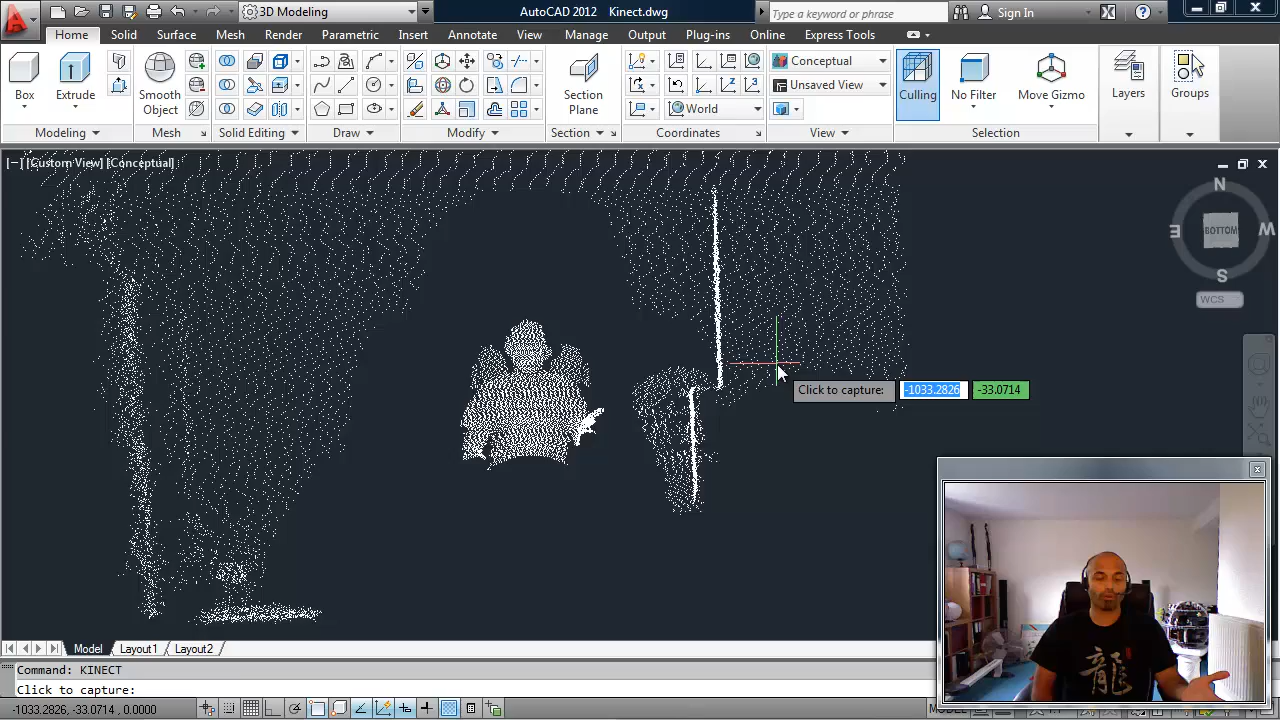 3D Modeling
AutoCAD 2012 Kinect.dwg
Type a keyword or phrase
Sign In
Home Solid Surface Mesh Render Parametric Insert Annotate View Manage Output Plug-ins Online Express Tools
Box
Extrude
Smooth
Object
Section
Plane
World
Conceptual
Unsaved View
Culling
No Filter
Move Gizmo
Layers
Groups
Modeling Mesh Solid Editing Draw Modify Section Coordinates View Selection
[−] [Custom View] [Conceptual]
N
E
BOTTOM
W
S
WCS
Click to capture: -1033.2826 -33.0714
龍
Model Layout1 Layout2
Command: KINECT
Click to capture:
-1033.2826, -33.0714 , 0.0000